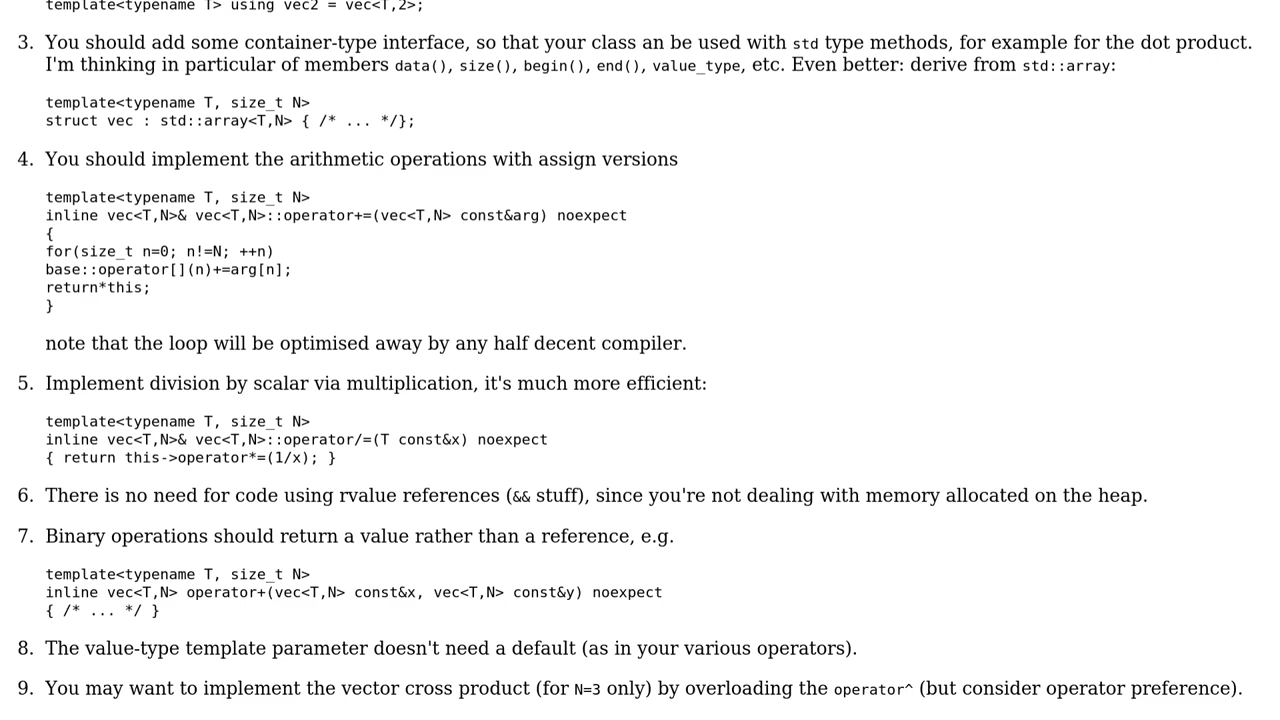 template<typename T> using vec2 = vec<T,2>;
3. You should add some container-type interface, so that your class an be used with std type methods, for example for the dot product.
I'm thinking in particular of members data(), size(), begin(), end(), value_type, etc. Even better: derive from std::array:
template<typename T, size_t N>
struct vec : std::array<T,N> { /* ... */};
4. You should implement the arithmetic operations with assign versions
template<typename T, size_t N>
inline vec<T,N>& vec<T,N>::operator+=(vec<T,N> const&arg) noexpect
{
for(size_t n=0; n!=N; ++n)
base::operator[](n)+=arg[n];
return*this;
}
note that the loop will be optimised away by any half decent compiler.
5. Implement division by scalar via multiplication, it's much more efficient:
template<typename T, size_t N>
inline vec<T,N>& vec<T,N>::operator/=(T const&x) noexpect
{ return this->operator*=(1/x); }
6. There is no need for code using rvalue references (&& stuff), since you're not dealing with memory allocated on the heap.
7. Binary operations should return a value rather than a reference, e.g.
template<typename T, size_t N>
inline vec<T,N> operator+(vec<T,N> const&x, vec<T,N> const&y) noexpect
{ /* ... */ }
8. The value-type template parameter doesn't need a default (as in your various operators).
9. You may want to implement the vector cross product (for N=3 only) by overloading the operator^ (but consider operator preference).